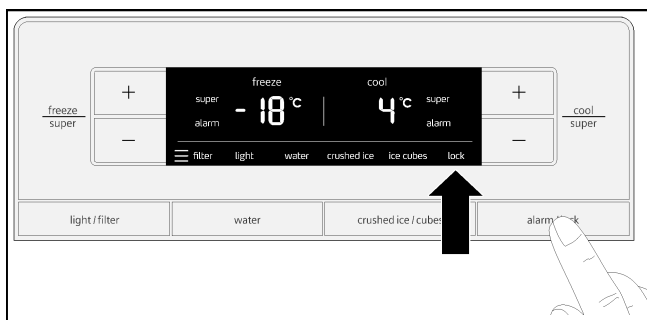 freeze cool
super -18 °C 4 °C super
alarm alarm
filter light water crushed ice ice cubes lock
freeze
super
+
−
+
−
cool
super
light / filter water crushed ice / cubes